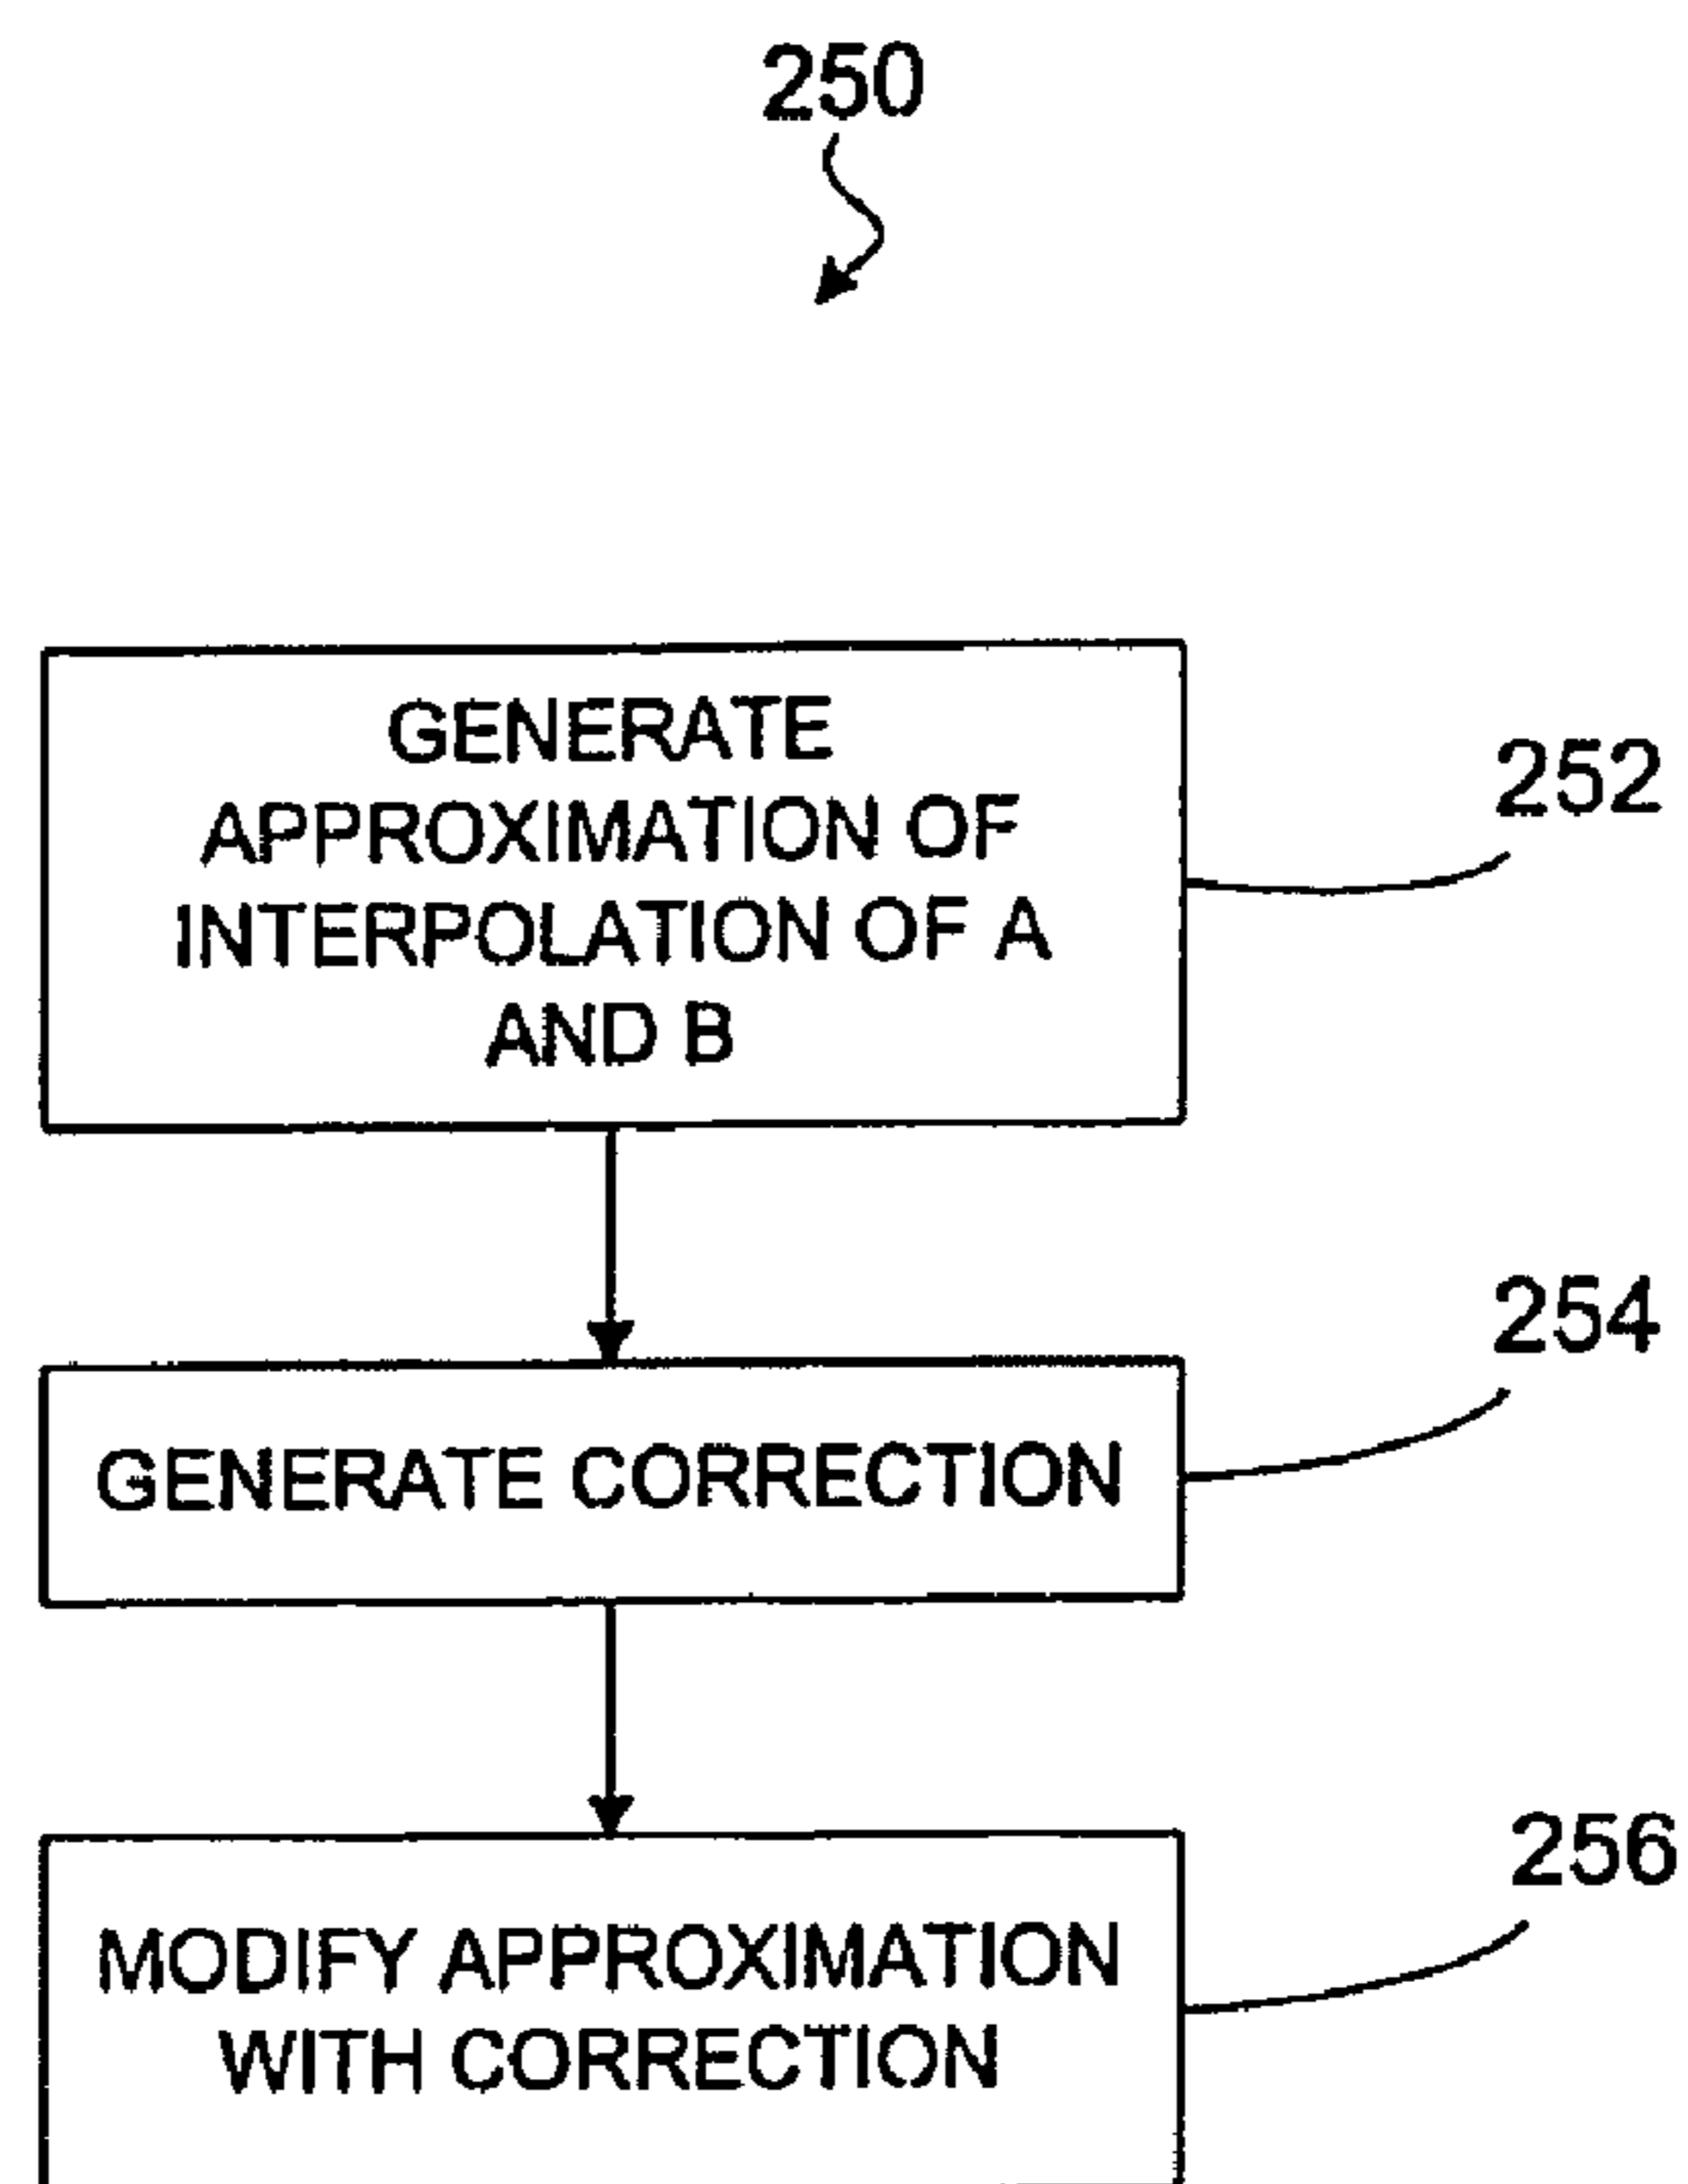 250
GENERATE
APPROXIMATION OF
INTERPOLATION OF A
AND B
252
GENERATE CORRECTION
254
MODIFY APPROXIMATION
WITH CORRECTION
256